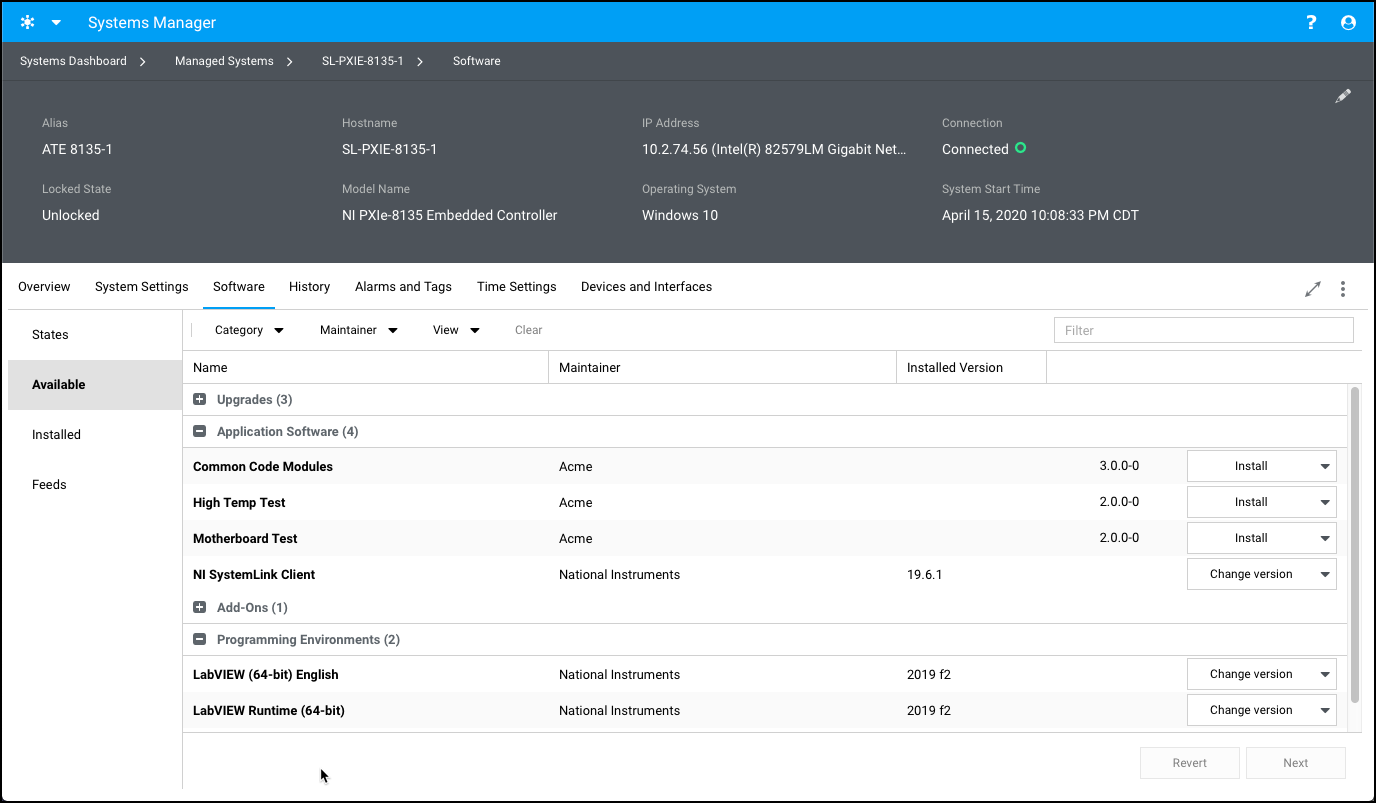 Systems Manager ?
Systems Dashboard Managed Systems SL-PXIE-8135-1 Software
Alias Hostname IP Address Connection
ATE 8135-1 SL-PXIE-8135-1 10.2.74.56 (Intel(R) 82579LM Gigabit Net... Connected
Locked State Model Name Operating System System Start Time
Unlocked NI PXIe-8135 Embedded Controller Windows 10 April 15, 2020 10:08:33 PM CDT
Overview System Settings Software History Alarms and Tags Time Settings Devices and Interfaces
States
Available
Installed
Feeds
Category Maintainer View Clear Filter
Name Maintainer Installed Version
Upgrades (3)
Application Software (4)
Common Code Modules Acme 3.0.0-0 Install
High Temp Test Acme 2.0.0-0 Install
Motherboard Test Acme 2.0.0-0 Install
NI SystemLink Client National Instruments 19.6.1 Change version
Add-Ons (1)
Programming Environments (2)
LabVIEW (64-bit) English National Instruments 2019 f2 Change version
LabVIEW Runtime (64-bit) National Instruments 2019 f2 Change version
Revert Next